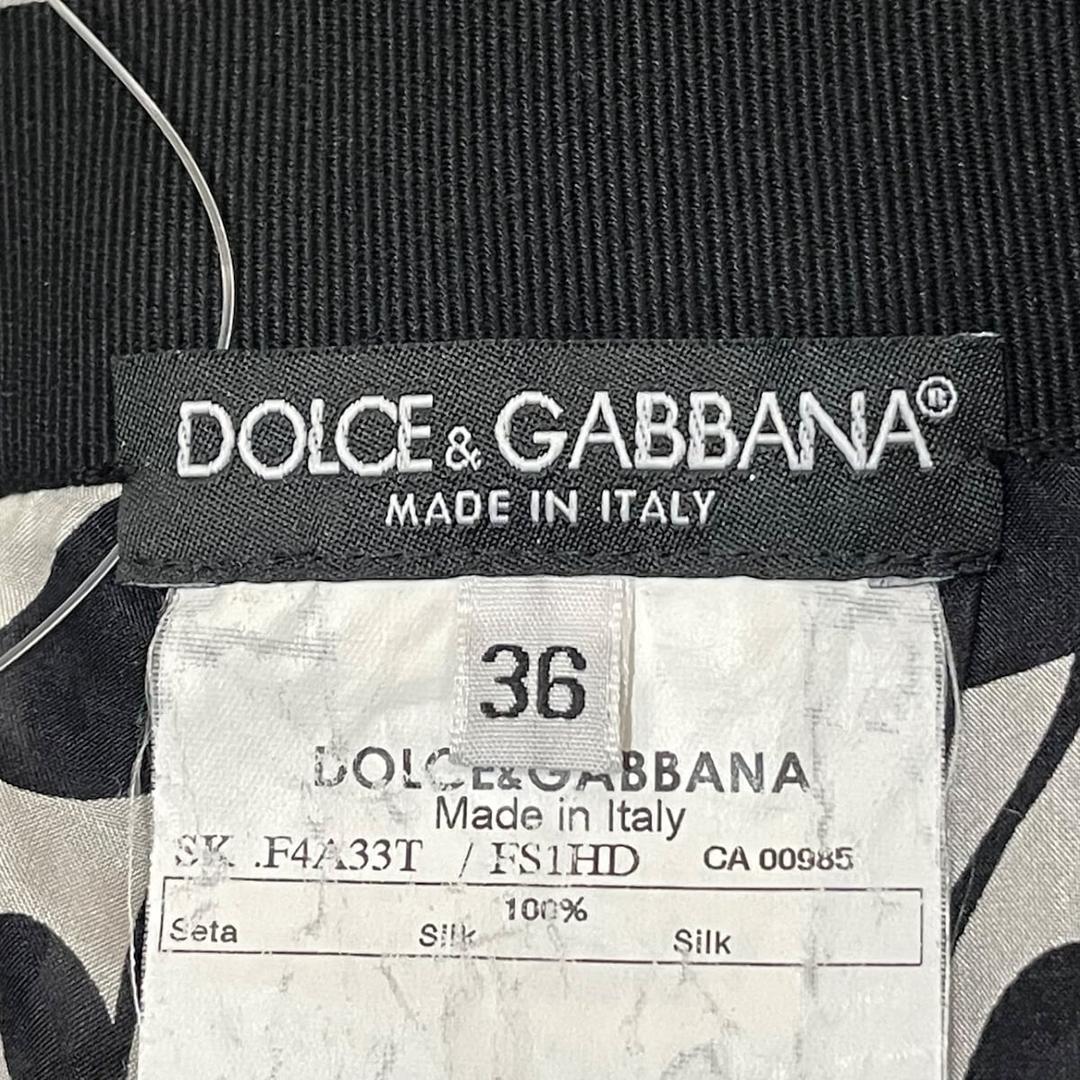 DOLCE & GABBANA®
MADE IN ITALY
36
DOLCE&GABBANA
Made in Italy
SK .F4A33T / FS1HD CA 00985
100%
Seta Silk Silk